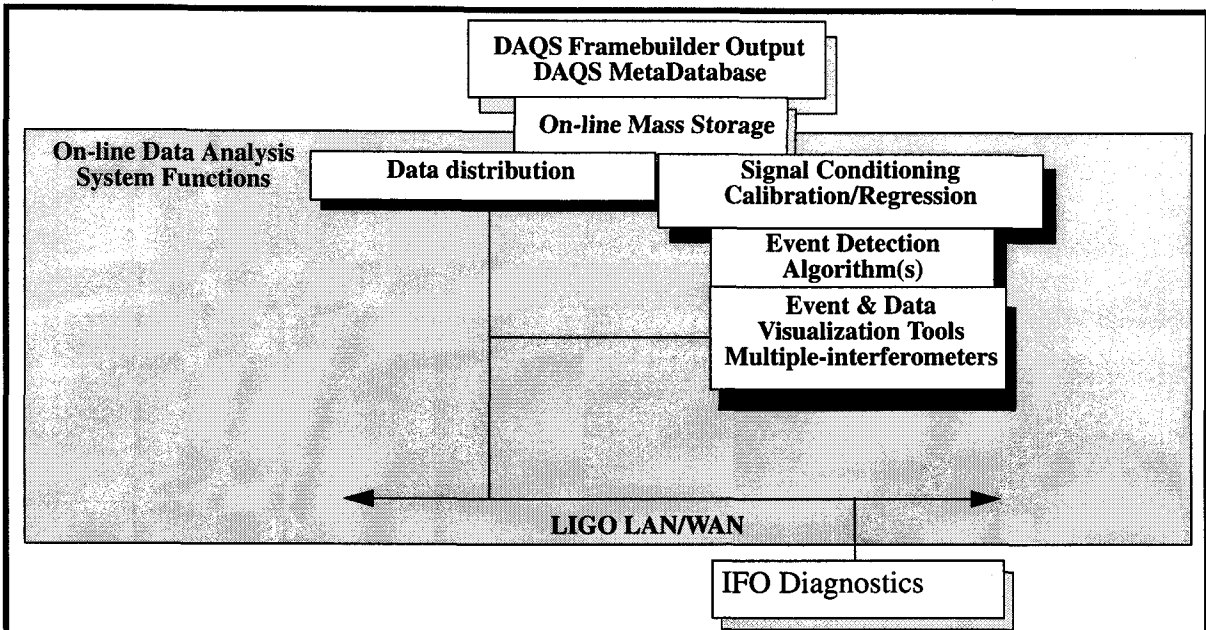 DAQS Framebuilder Output
DAQS MetaDatabase
On-line Mass Storage
On-line Data Analysis
System Functions
Data distribution
Signal Conditioning
Calibration/Regression
Event Detection
Algorithm(s)
Event & Data
Visualization Tools
Multiple-interferometers
LIGO LAN/WAN
IFO Diagnostics